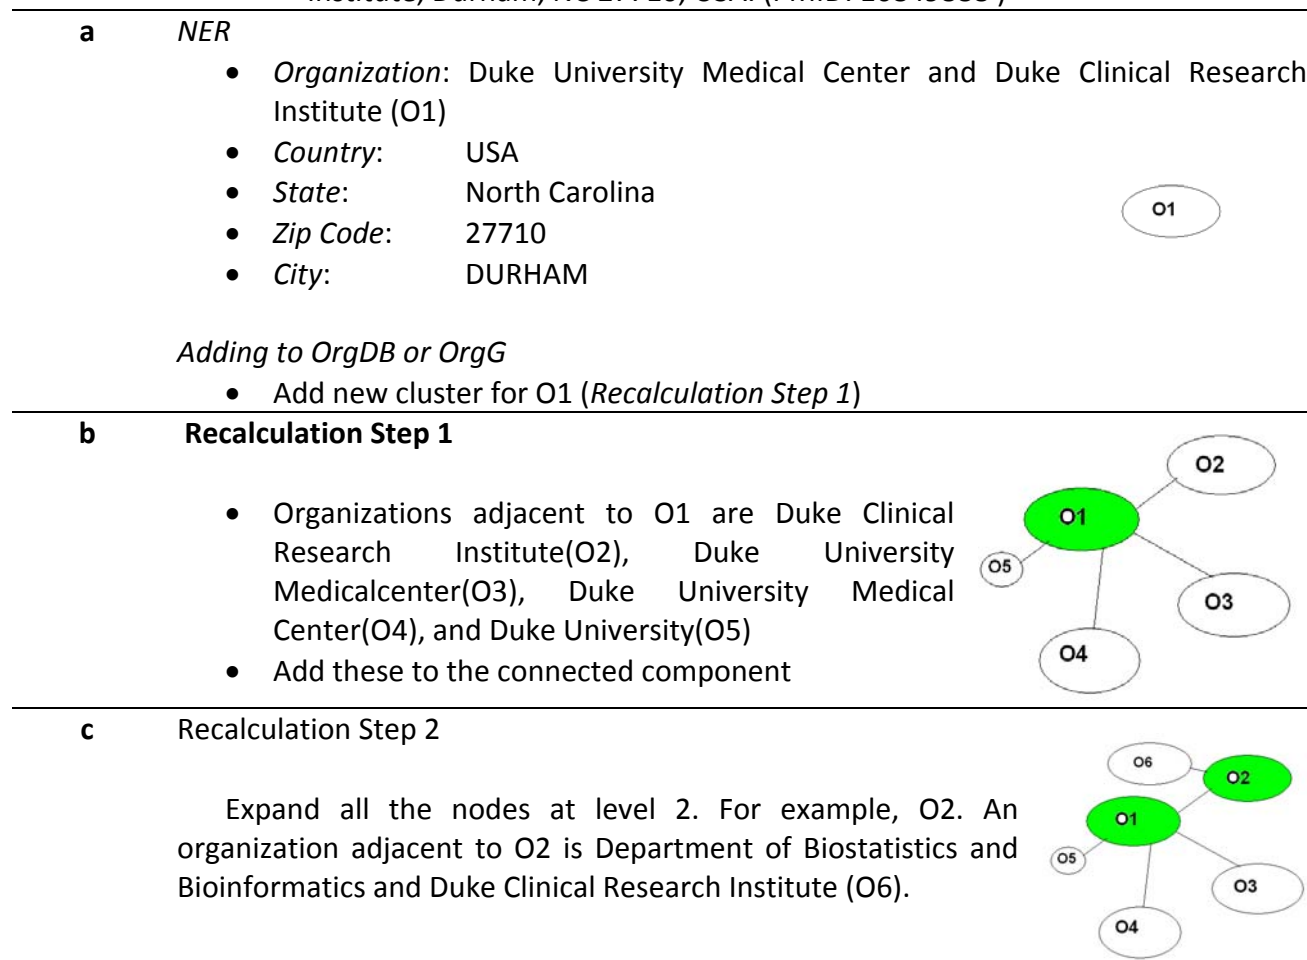 a NER
• Organization: Duke University Medical Center and Duke Clinical Research
Institute (O1)
• Country: USA
• State: North Carolina
• Zip Code: 27710
• City: DURHAM
O1
Adding to OrgDB or OrgG
• Add new cluster for O1 (Recalculation Step 1)
b Recalculation Step 1
• Organizations adjacent to O1 are Duke Clinical
Research Institute(O2), Duke University
Medicalcenter(O3), Duke University Medical
Center(O4), and Duke University(O5)
• Add these to the connected component
O2
O1
O5
O3
O4
c Recalculation Step 2
Expand all the nodes at level 2. For example, O2. An
organization adjacent to O2 is Department of Biostatistics and
Bioinformatics and Duke Clinical Research Institute (O6).
O6
O2
O1
O5
O3
O4